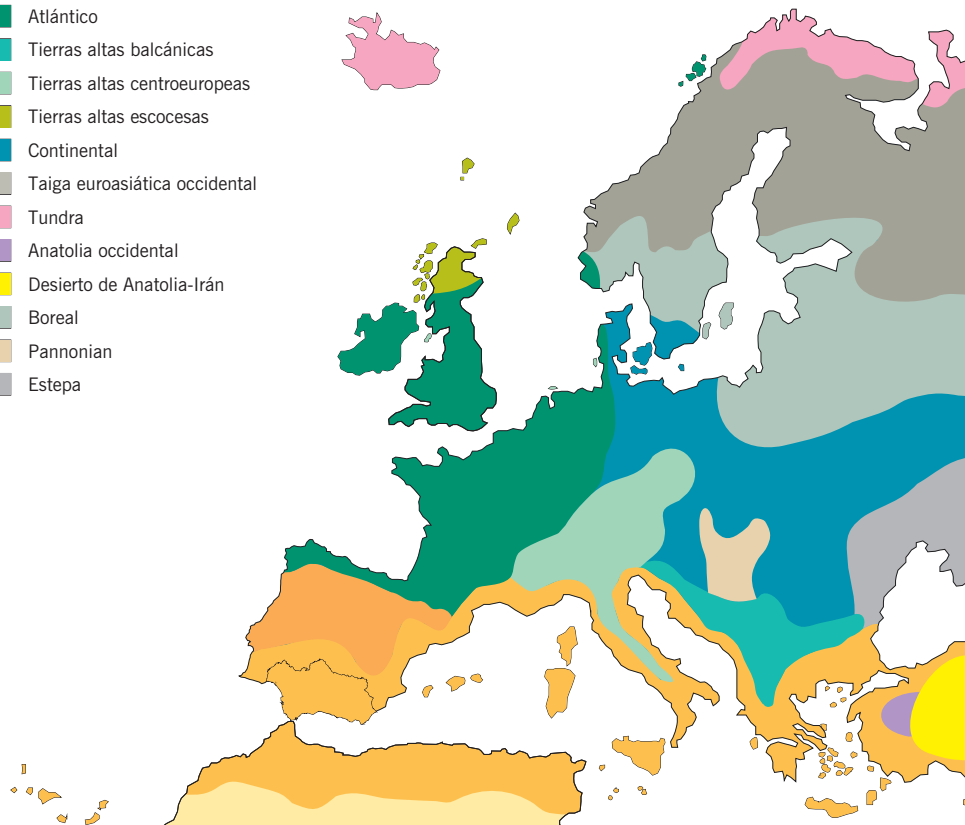 Atlántico
Tierras altas balcánicas
Tierras altas centroeuropeas
Tierras altas escocesas
Continental
Taiga euroasiática occidental
Tundra
Anatolia occidental
Desierto de Anatolia-Irán
Boreal
Pannonian
Estepa